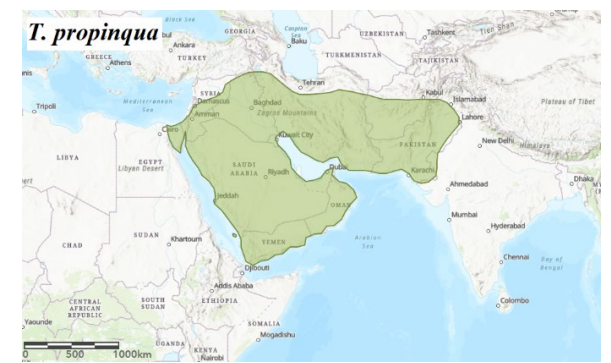 T. propinqua
Black Sea
bul
GEORGIA
Caspian
Sea
Baku
UZBEKISTAN
Tashkent
Tien Shan
Ankara
GREECE
TURKEY
TURKMENISTAN
TAJIKISTAN
Athens
Tehran
SYRIA
Kabul
Islamabad
Mediterranean
Sea
Damascus
Baghdad
Plateau of Tibet
Tripoli
Amman
Zagros Mountains
Lahore
Cairo
Kuwait City
PAKISTAN
New Delhi
Himalaya
LIBYA
EGYPT
Libyan Desert
SAUDI
ARABIA
Riyadh
Dubai
Karachi
Dhaka
Ahmedabad
Jeddah
OMAN
Mumbai
Hyderabad
SUDAN
Khartoum
YEMEN
Arabian
Sea
Bay of
Bengal
CHAD
Djibouti
Chennai
Addis Ababa
CENTRAL
AFRICAN
REPUBLIC
SOUTH
SUDAN
ETHIOPIA
Colombo
SOMALIA
Yaounde
Mogadishu
UGANDA
KENYA
Nairobi
0 500 1000km